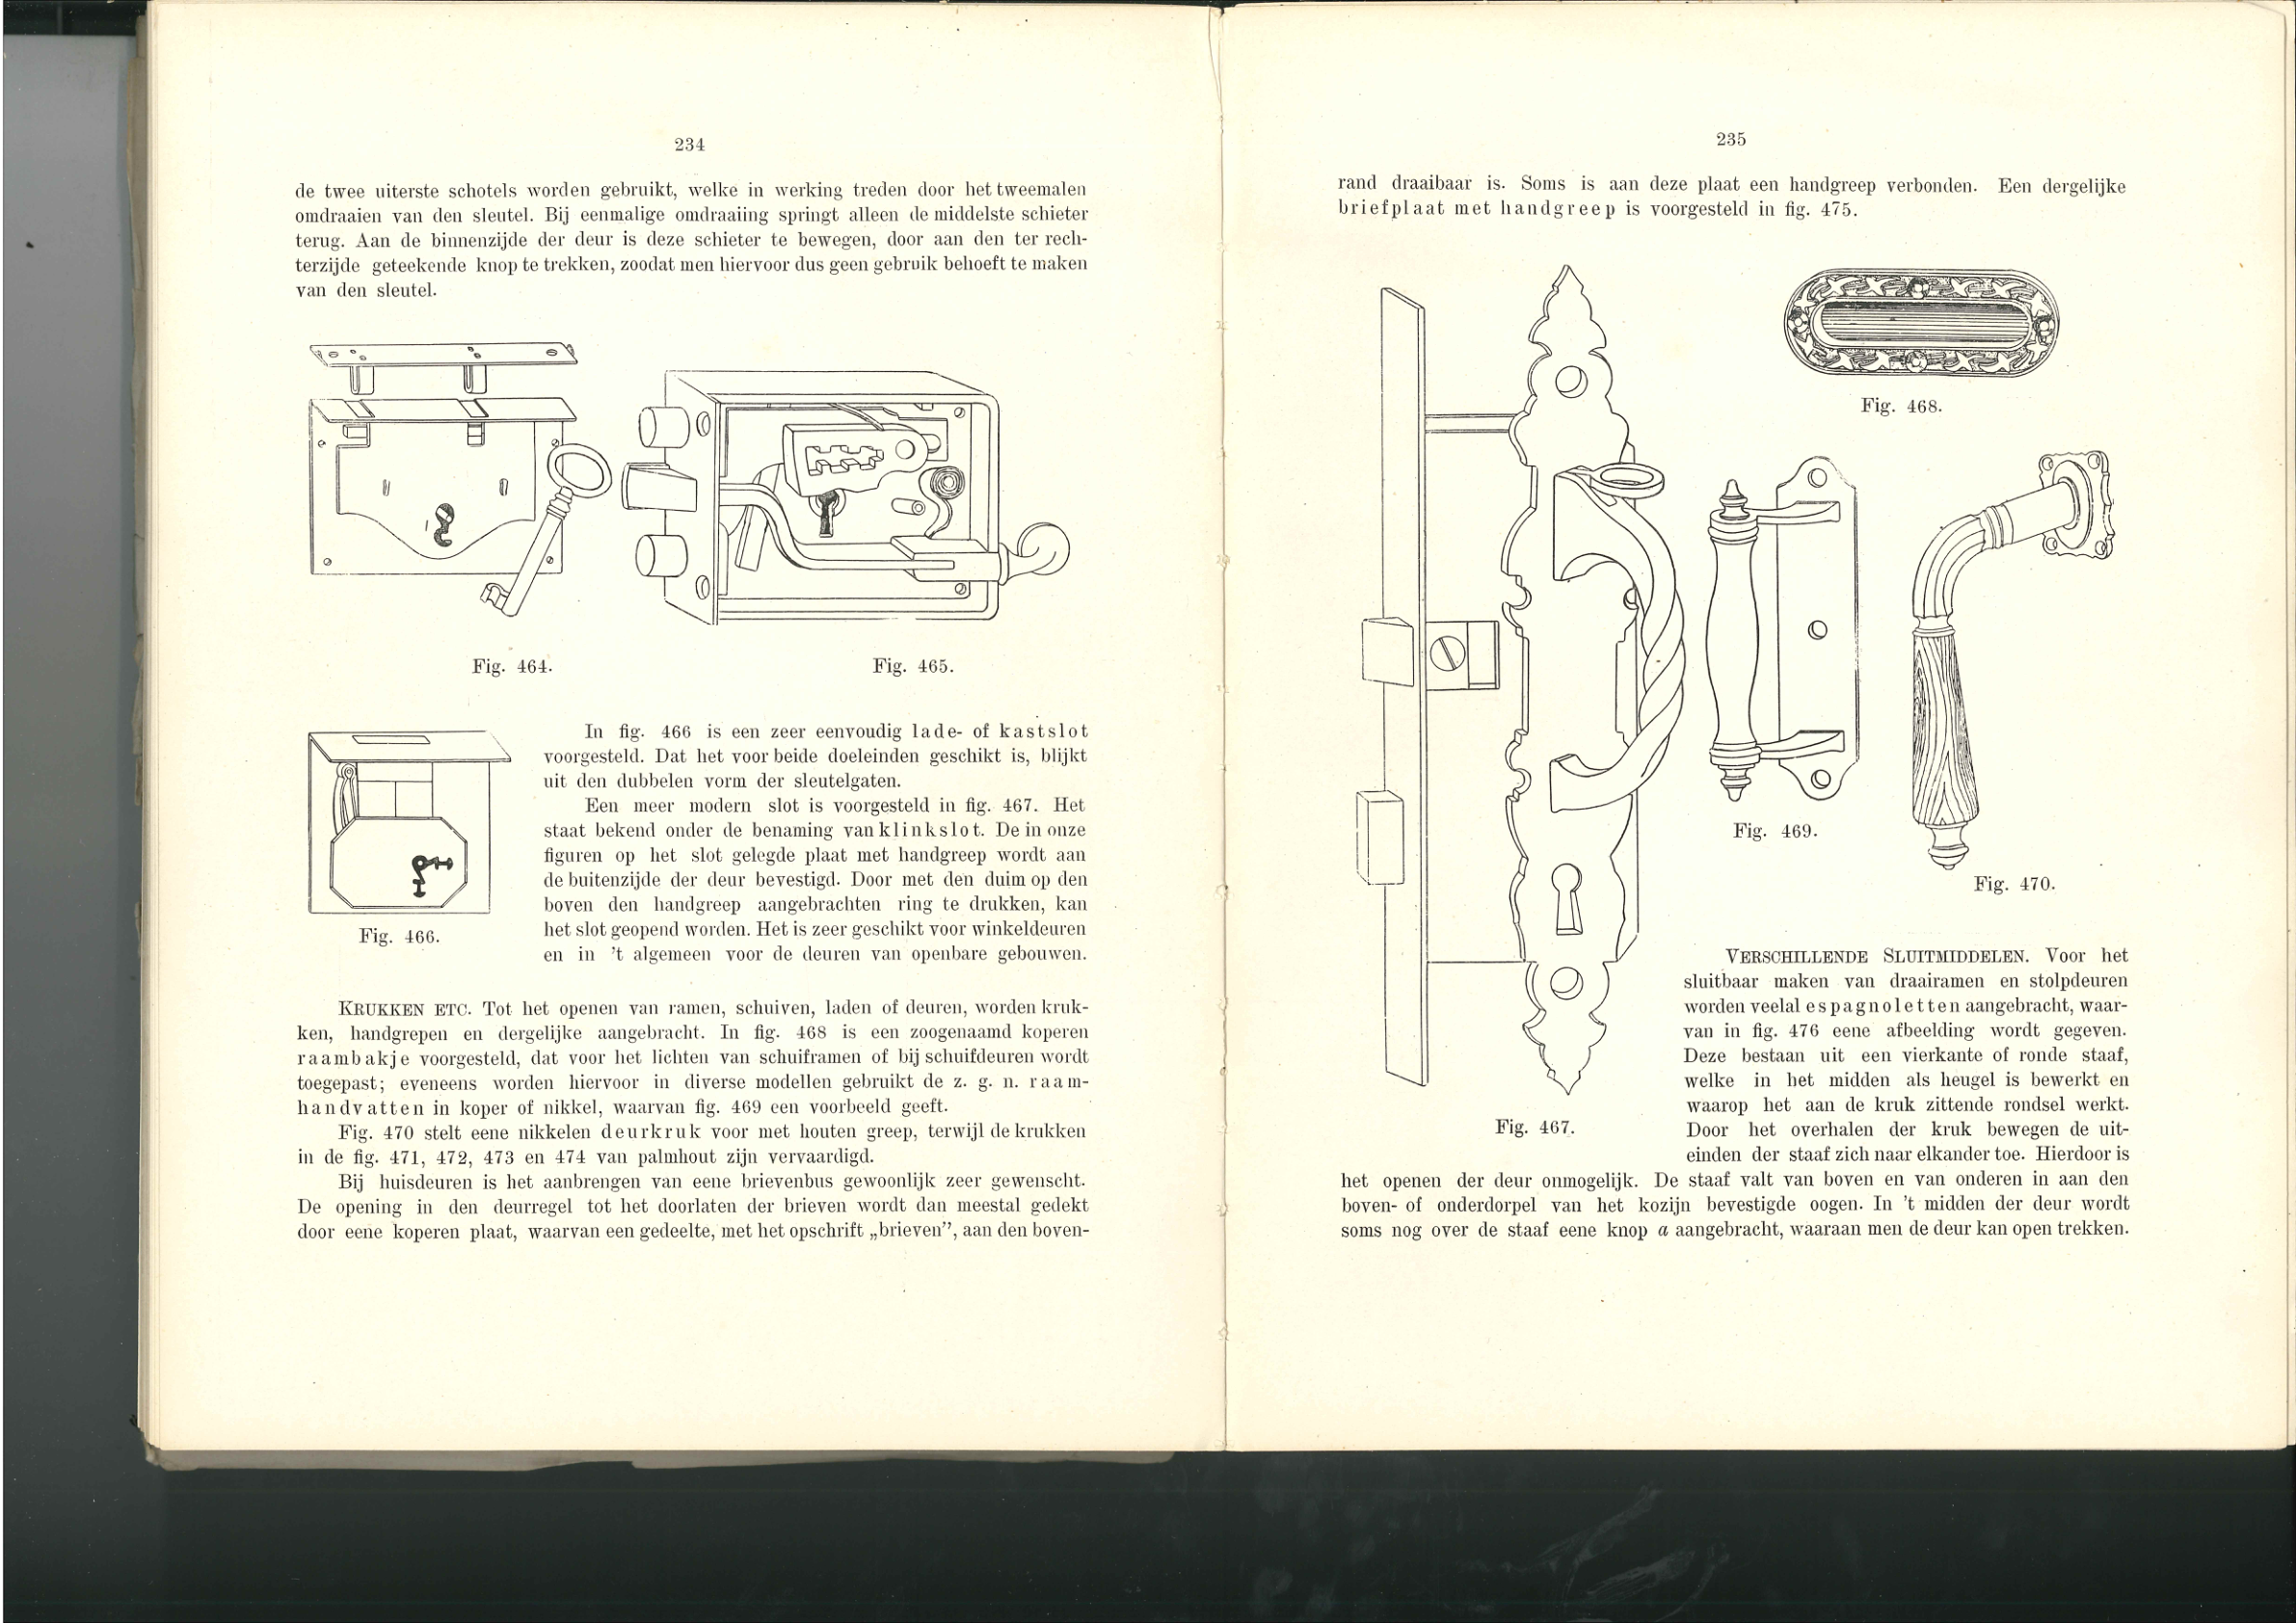 234
de twee uiterste schotels worden gebruikt, welke in werking treden door het tweemalen
omdraaien van den sleutel. Bij eenmalige omdraaiing springt alleen de middelste schieter
terug. Aan de binnenzijde der deur is deze schieter te bewegen, door aan den ter rech-
terzijde geteekende knop te trekken, zoodat men hiervoor dus geen gebruik behoeft te maken
van den sleutel.
Fig. 464.
Fig. 465.
In fig. 466 is een zeer eenvoudig lade- of kastslot
voorgesteld. Dat het voor beide doeleinden geschikt is, blijkt
uit den dubbelen vorm der sleutelgaten.
Een meer modern slot is voorgesteld in fig. 467. Het
staat bekend onder de benaming van klinkslot. De in onze
figuren op het slot gelegde plaat met handgreep wordt aan
de buitenzijde der deur bevestigd. Door met den duim op den
boven den handgreep aangebrachten ring te drukken, kan
het slot geopend worden. Het is zeer geschikt voor winkeldeuren
en in 't algemeen voor de deuren van openbare gebouwen.
Fig. 466.
KRUKKEN ETC. Tot het openen van ramen, schuiven, laden of deuren, worden kruk-
ken, handgrepen en dergelijke aangebracht. In fig. 468 is een zoogenaamd koperen
raambakje voorgesteld, dat voor het lichten van schuiframen of bij schuifdeuren wordt
toegepast; eveneens worden hiervoor in diverse modellen gebruikt de z. g. n. raam-
handvatten in koper of nikkel, waarvan fig. 469 een voorbeeld geeft.
Fig. 470 stelt eene nikkelen deurkruk voor met houten greep, terwijl de krukken
in de fig. 471, 472, 473 en 474 van palmhout zijn vervaardigd.
Bij huisdeuren is het aanbrengen van eene brievenbus gewoonlijk zeer gewenscht.
De opening in den deurregel tot het doorlaten der brieven wordt dan meestal gedekt
door eene koperen plaat, waarvan een gedeelte, met het opschrift „brieven”, aan den boven-
235
rand draaibaar is. Soms is aan deze plaat een handgreep verbonden. Een dergelijke
briefplaat met handgreep is voorgesteld in fig. 475.
Fig. 468.
Fig. 469.
Fig. 470.
Fig. 467.
VERSCHILLENDE SLUITMIDDELEN. Voor het
sluitbaar maken van draairamen en stolpdeuren
worden veelal espagnoletten aangebracht, waar-
van in fig. 476 eene afbeelding wordt gegeven.
Deze bestaan uit een vierkante of ronde staaf,
welke in het midden als heugel is bewerkt en
waarop het aan de kruk zittende rondsel werkt.
Door het overhalen der kruk bewegen de uit-
einden der staaf zich naar elkander toe. Hierdoor is
het openen der deur onmogelijk. De staaf valt van boven en van onderen in aan den
boven- of onderdorpel van het kozijn bevestigde oogen. In 't midden der deur wordt
soms nog over de staaf eene knop a aangebracht, waaraan men de deur kan open trekken.